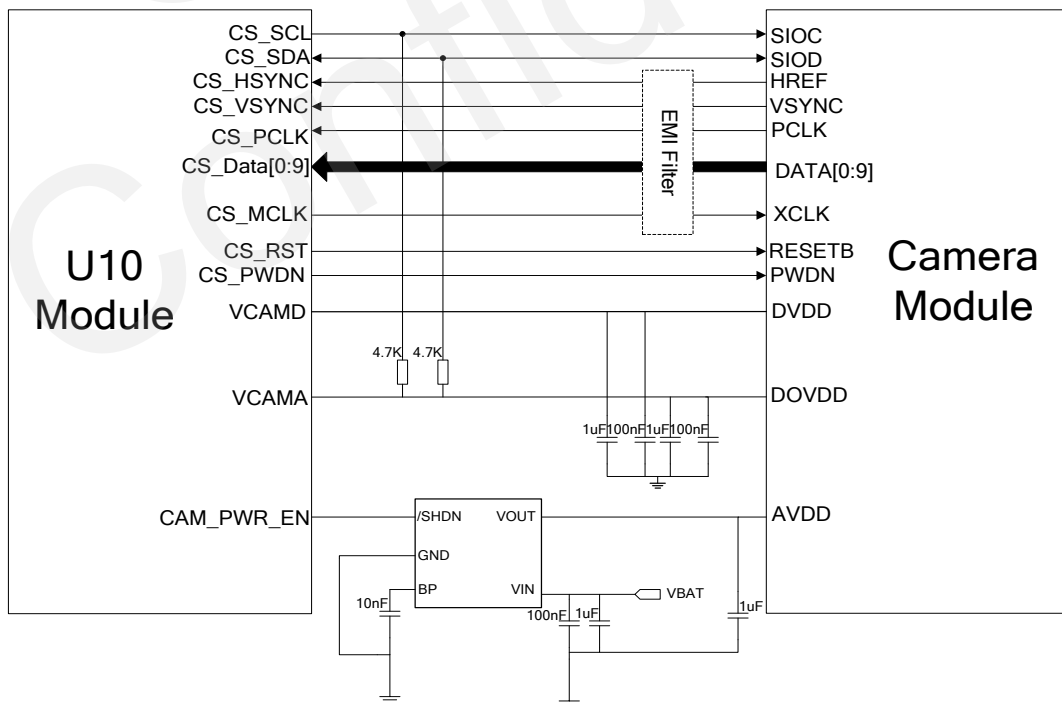 CS_SCL
CS_SDA
CS_HSYNC
CS_VSYNC
CS_PCLK
CS_Data[0:9]
CS_MCLK
CS_RST
CS_PWDN
VCAMD
VCAMA
CAM_PWR_EN
U10
Module
SIOC
SIOD
HREF
VSYNC
PCLK
DATA[0:9]
XCLK
RESETB
PWDN
DVDD
DOVDD
AVDD
Camera
Module
EMI Filter
4.7K 4.7K
1uF 100nF 1uF 100nF
/SHDN VOUT
GND
BP VIN
10nF
VBAT
100nF 1uF
1uF